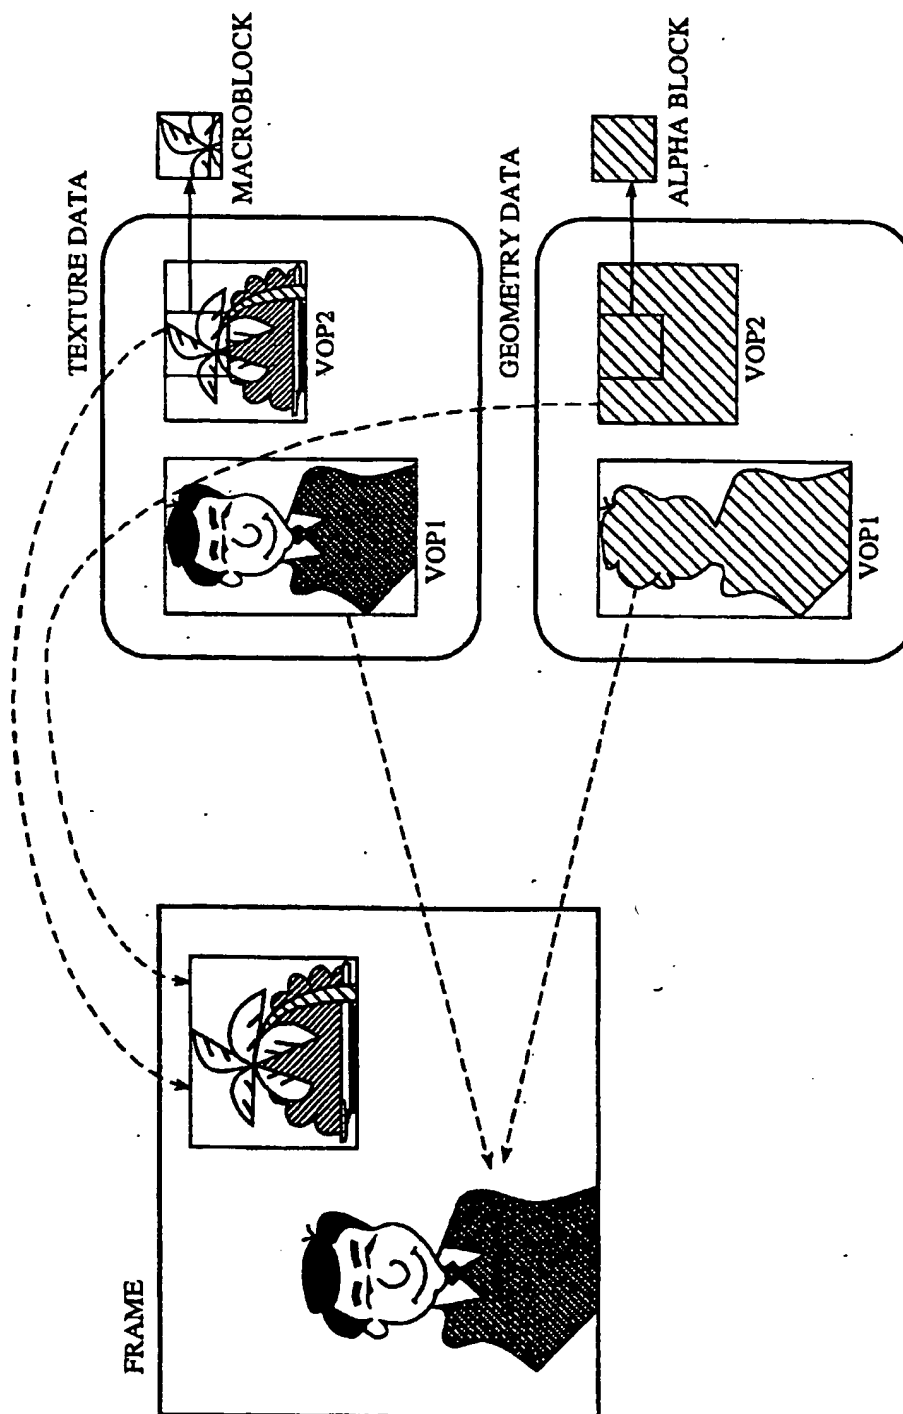 FRAME
TEXTURE DATA
VOP1
VOP2
MACROBLOCK
GEOMETRY DATA
VOP1
VOP2
ALPHA BLOCK